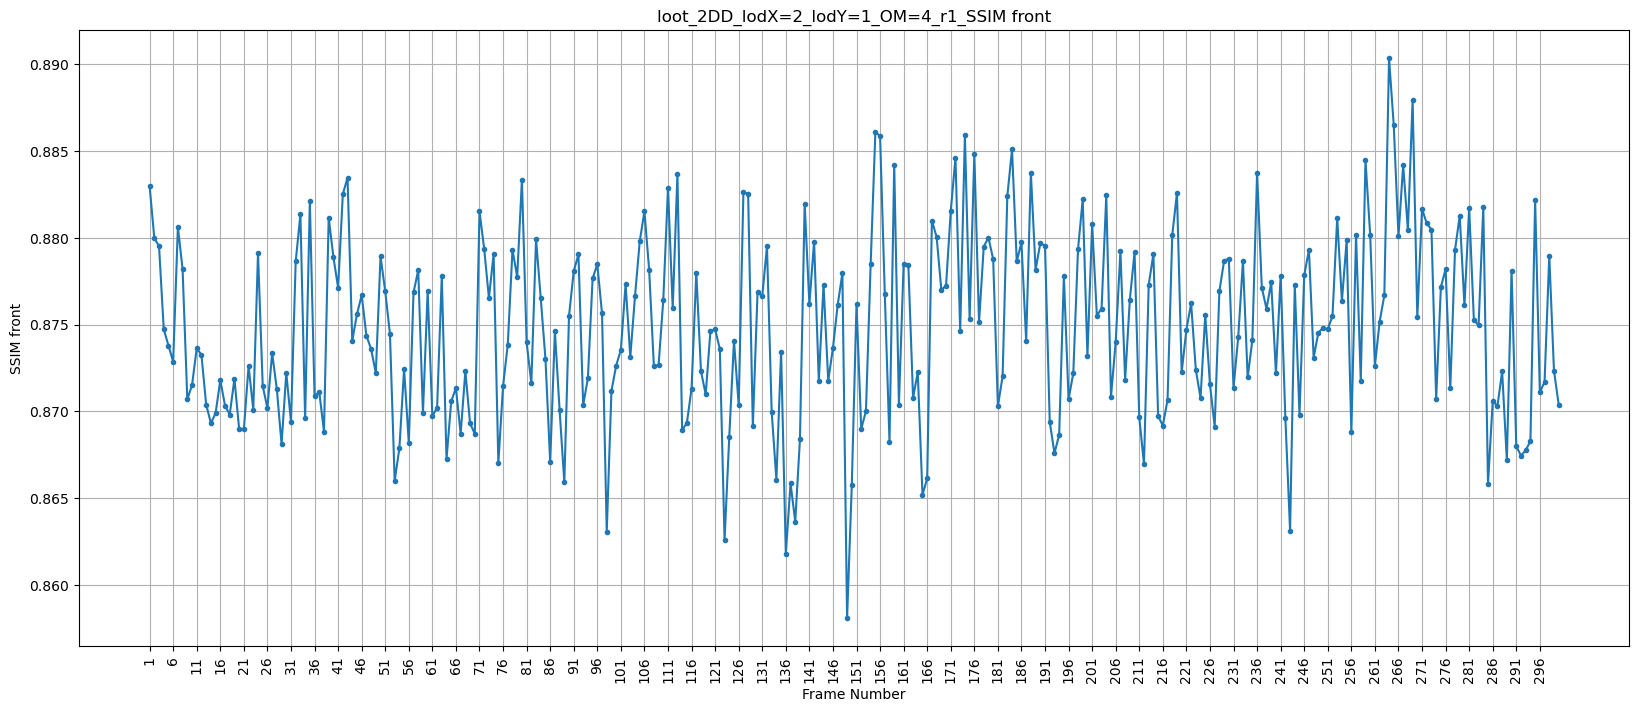 loot_2DD_lodX=2_lodY=1_OM=4_r1_SSIM front
0.890
0.885
0.880
0.875
0.870
0.865
0.860
SSIM front
1 6 11 16 21 26 31 36 41 46 51 56 61 66 71 76 81 86 91 96 101 106 111 116 121 126 131 136 141 146 151 156 161 166 171 176 181 186 191 196 201 206 211 216 221 226 231 236 241 246 251 256 261 266 271 276 281 286 291 296
Frame Number